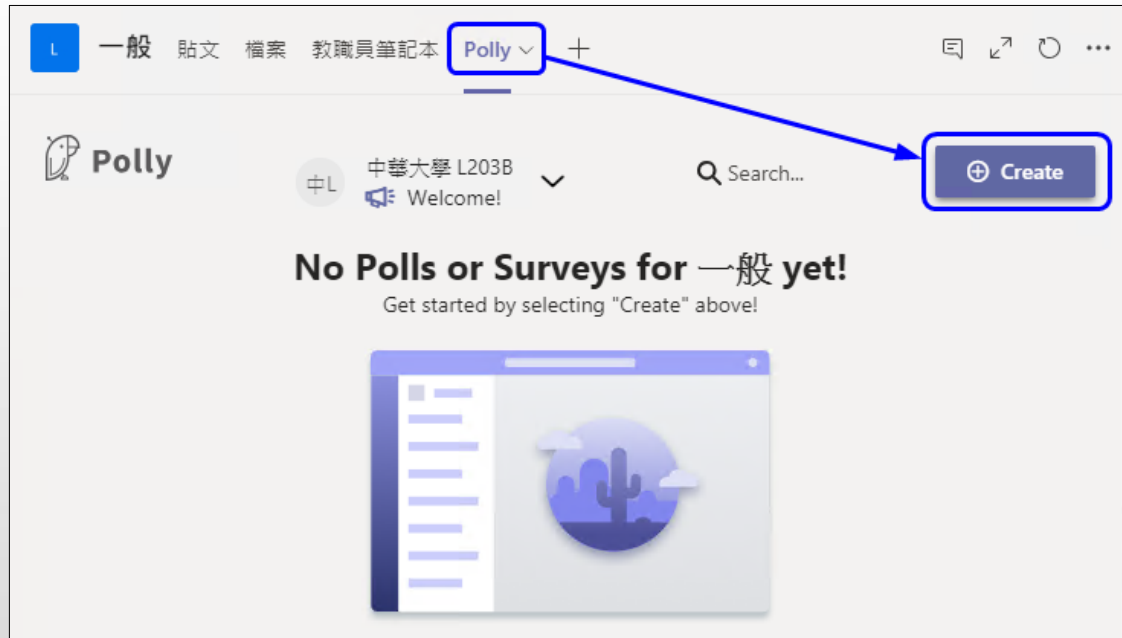 L 一般 貼文 檔案 教職員筆記本 Polly
Polly
中L
中華大學 L203B
Welcome!
Search...
Create
No Polls or Surveys for 一般 yet!
Get started by selecting "Create" above!